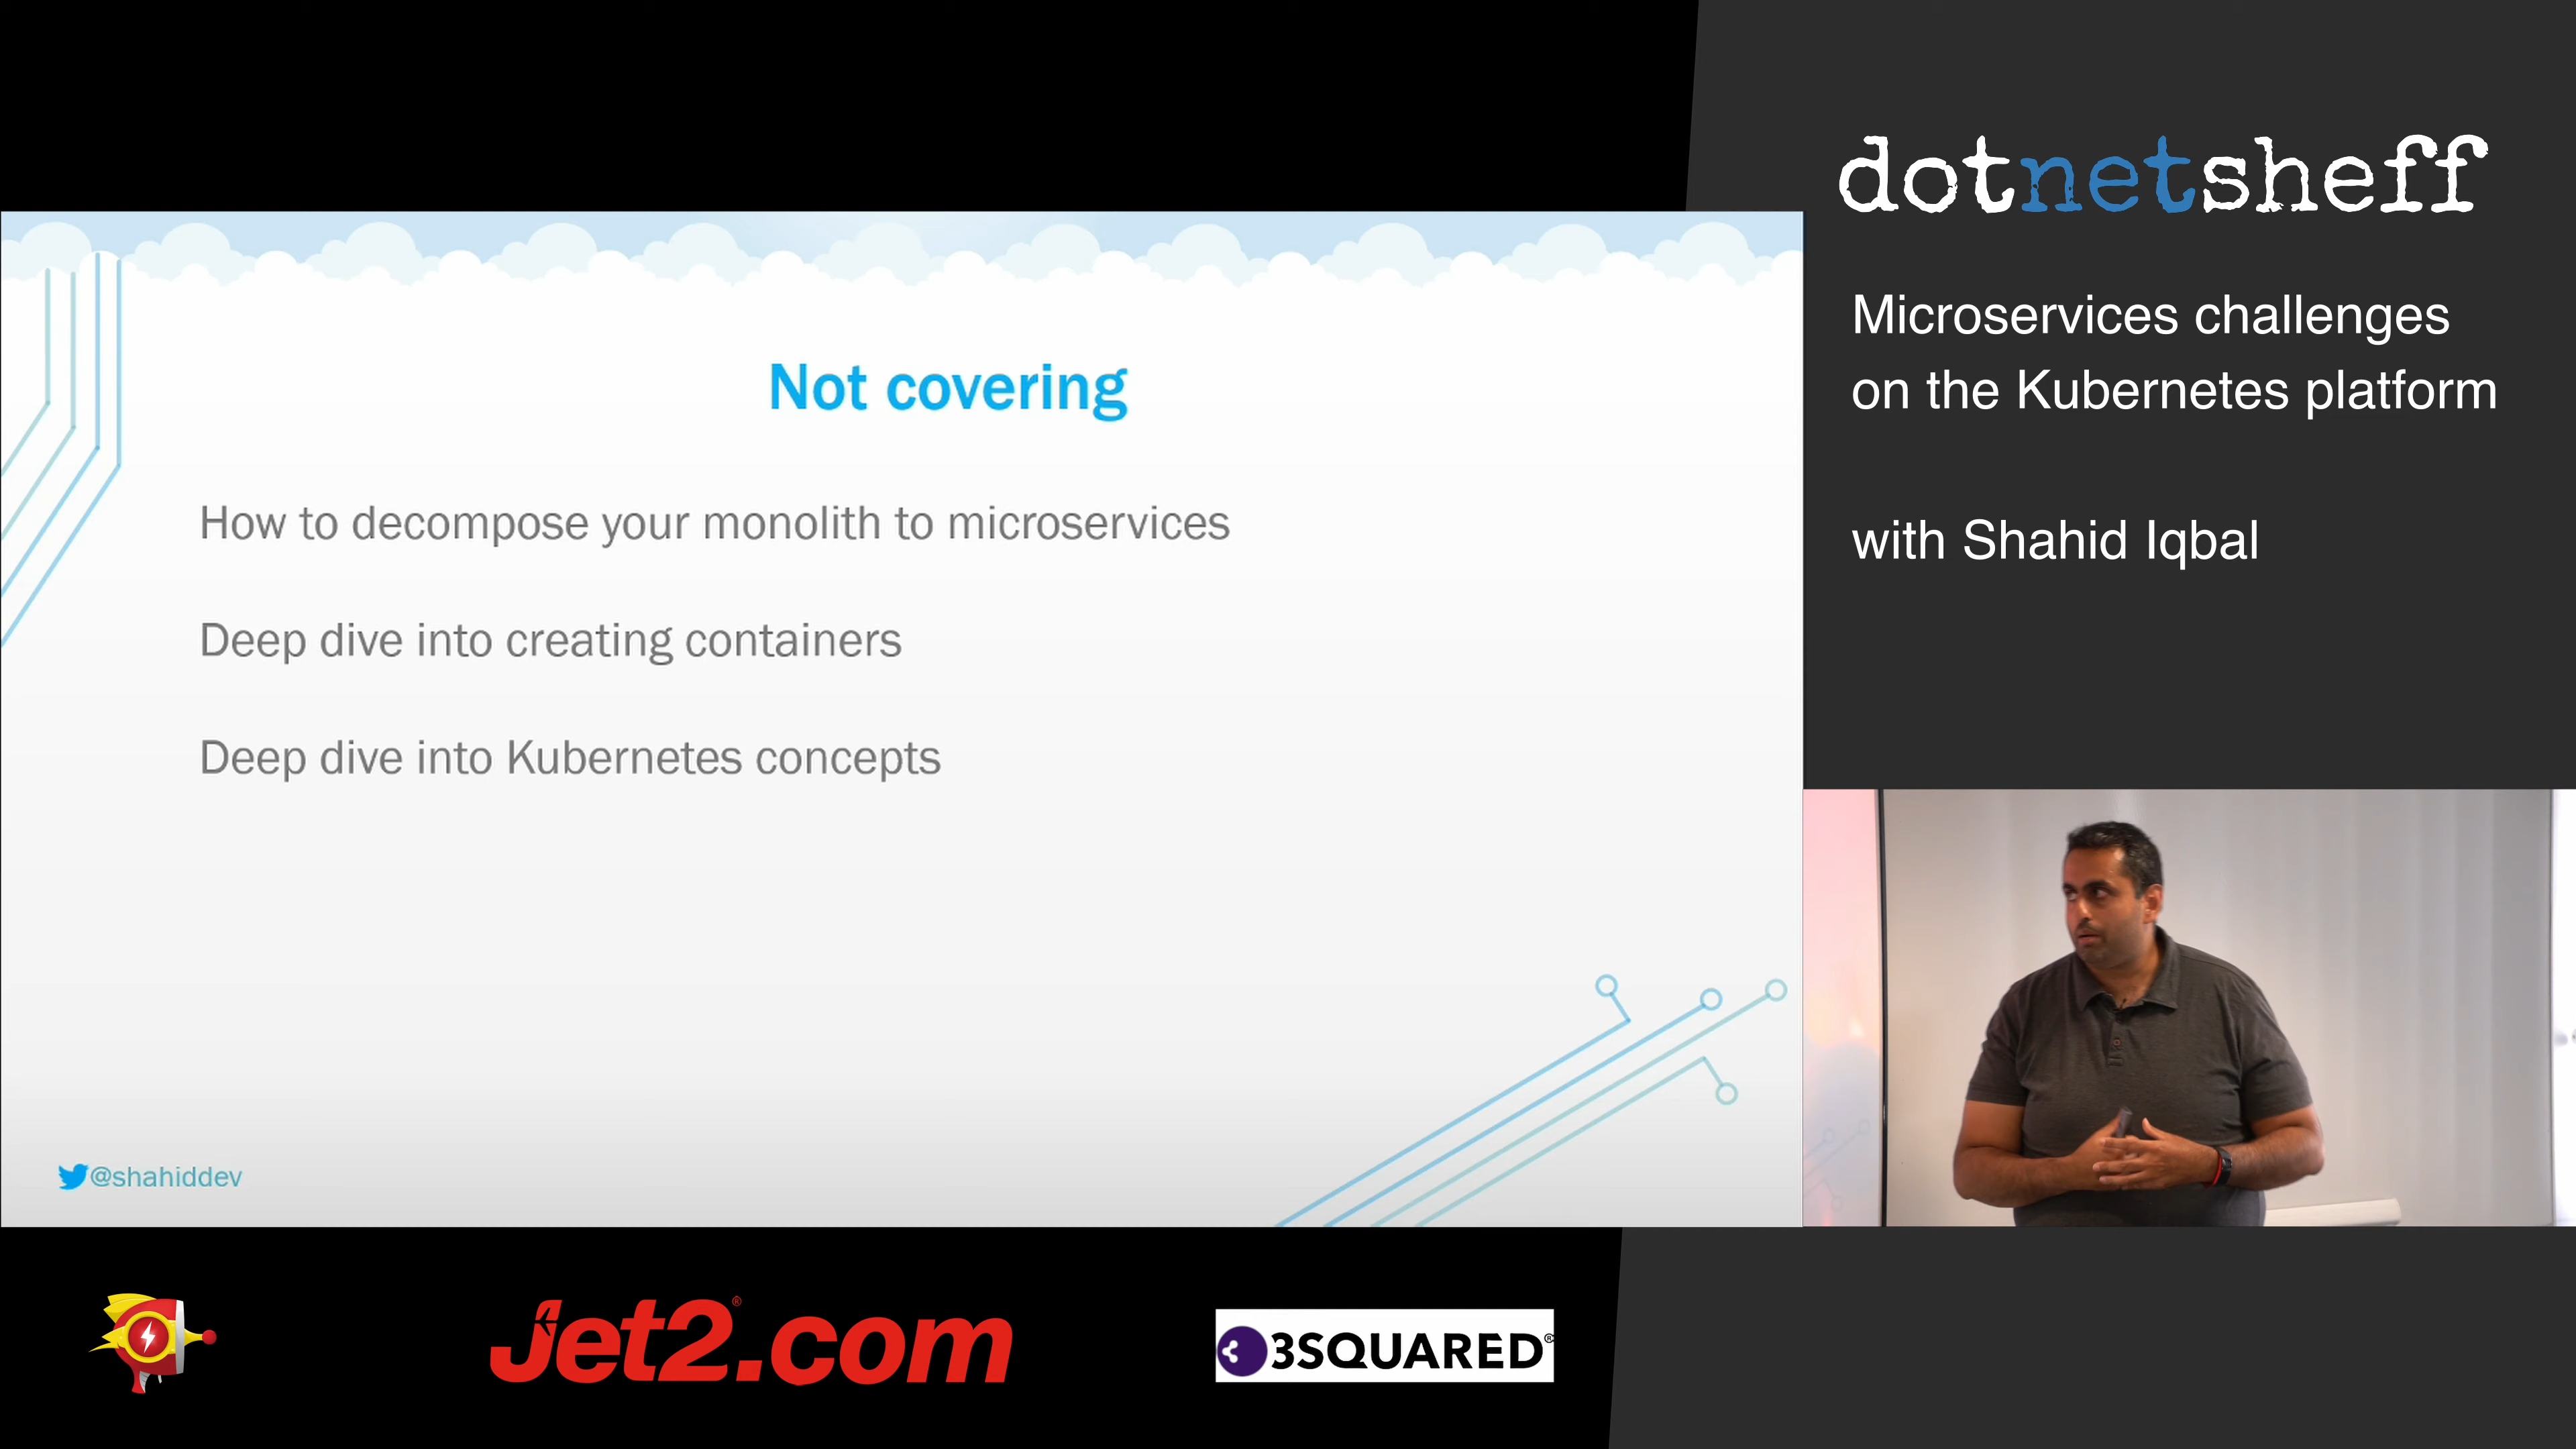 dotnetsheff
Microservices challenges
on the Kubernetes platform
with Shahid Iqbal
Not covering
How to decompose your monolith to microservices
Deep dive into creating containers
Deep dive into Kubernetes concepts
@shahiddev
Jet2.com®
3SQUARED®